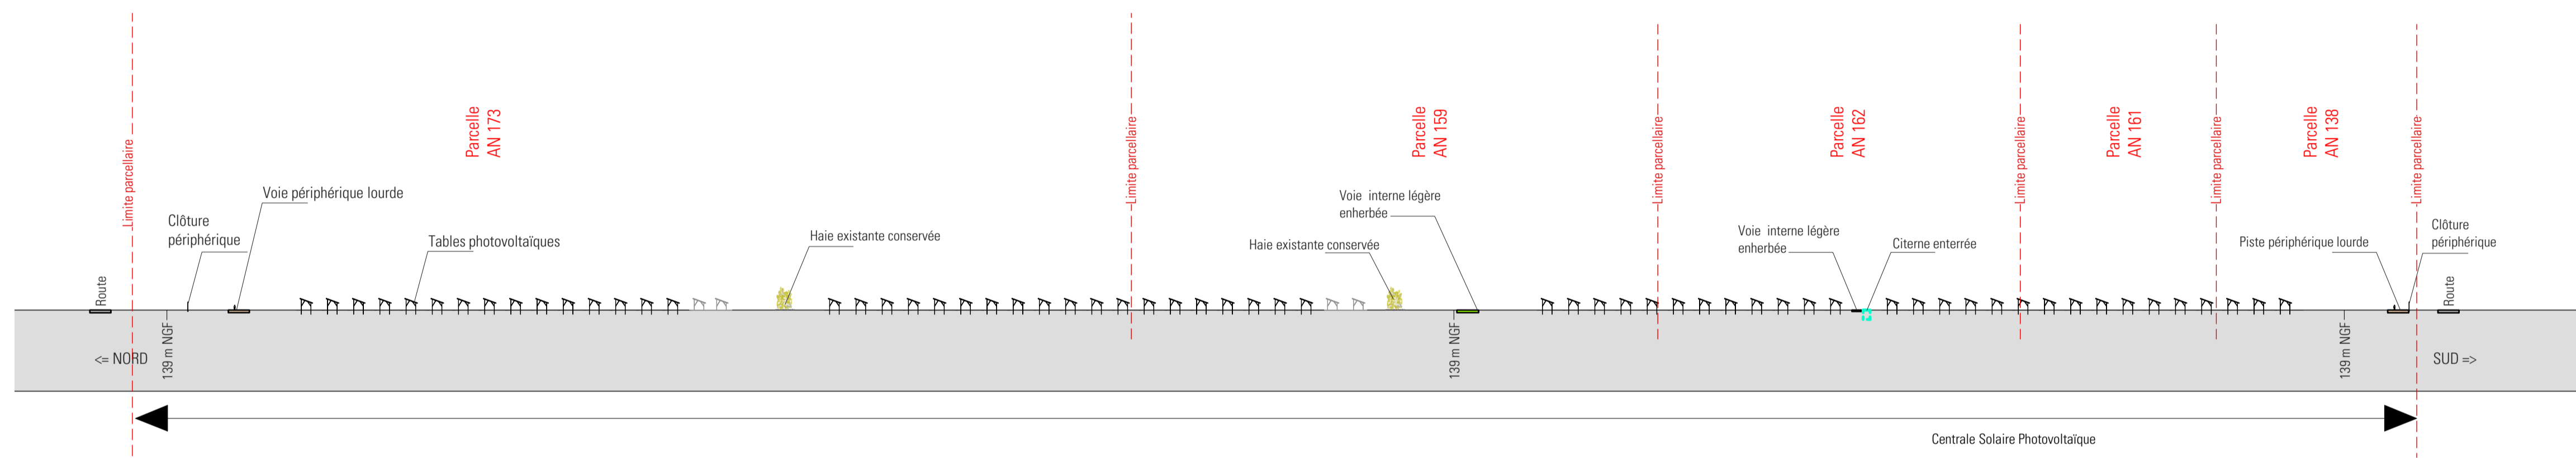 Route
Limite parcellaire
139 m NGF
<= NORD
Clôture
périphérique
Voie périphérique lourde
Parcelle
AN 173
Tables photovoltaïques
Haie existante conservée
Limite parcellaire
Haie existante conservée
Voie interne légère
enherbée
Parcelle
AN 159
139 m NGF
Limite parcellaire
Voie interne légère
enherbée
Parcelle
AN 162
Citerne enterrée
Limite parcellaire
Parcelle
AN 161
Limite parcellaire
Parcelle
AN 138
Piste périphérique lourde
139 m NGF
Limite parcellaire
Clôture
périphérique
Route
SUD =>
Centrale Solaire Photovoltaïque